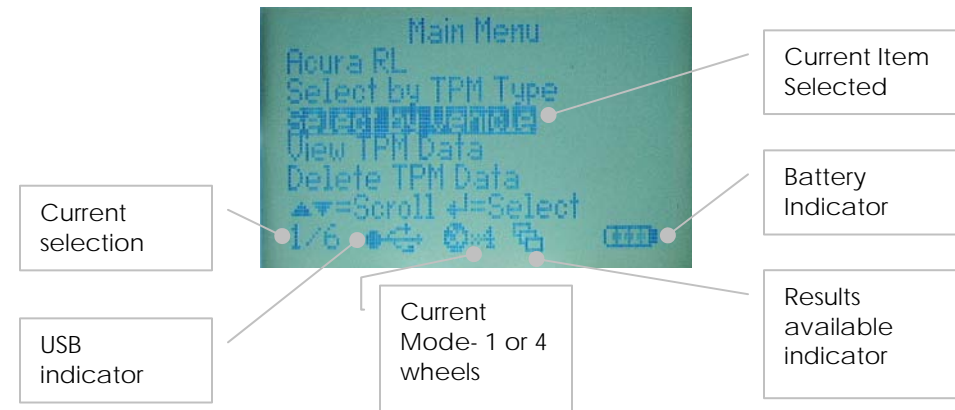 Main Menu
Acura RL
Select by TPM Type
Select by Vehicle
View TPM Data
Delete TPM Data
▲▼=Scroll ↵=Select
1/6
x4
Current Item
Selected
Battery
Indicator
Results
available
indicator
Current
Mode- 1 or 4
wheels
Current
selection
USB
indicator